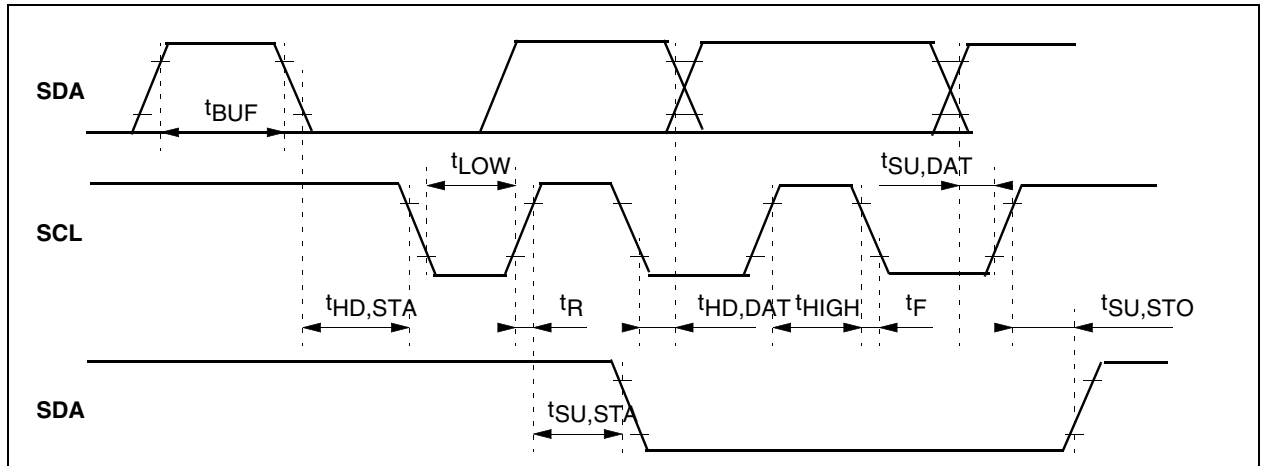 SDA
tBUF
tLOW
tSU,DAT
SCL
tHD,STA
tR
tHD,DAT
tHIGH
tF
tSU,STO
SDA
tSU,STA